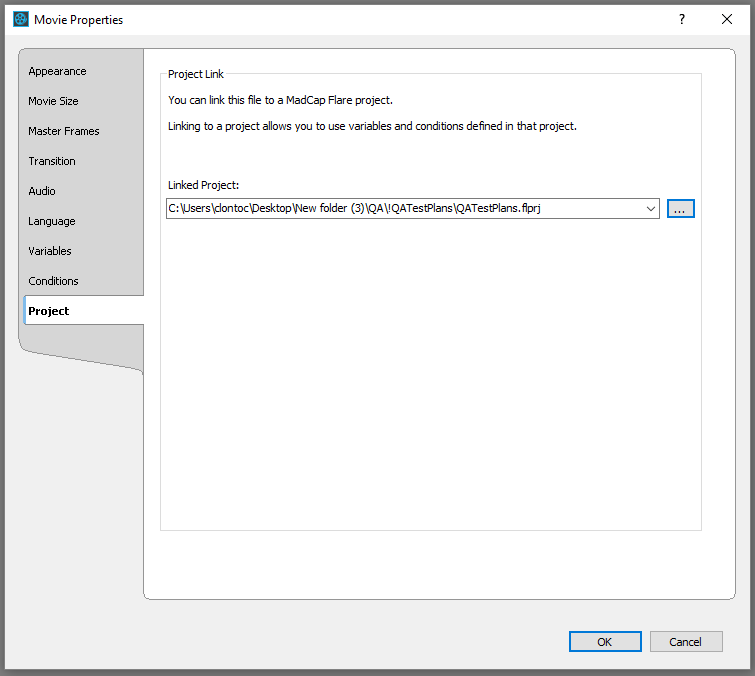 Movie Properties
?
Appearance
Movie Size
Master Frames
Transition
Audio
Language
Variables
Conditions
Project
Project Link
You can link this file to a MadCap Flare project.
Linking to a project allows you to use variables and conditions defined in that project.
Linked Project:
C:\Users\clontoc\Desktop\New folder (3)\QA\!QATestPlans\QATestPlans.flprj
...
OK
Cancel